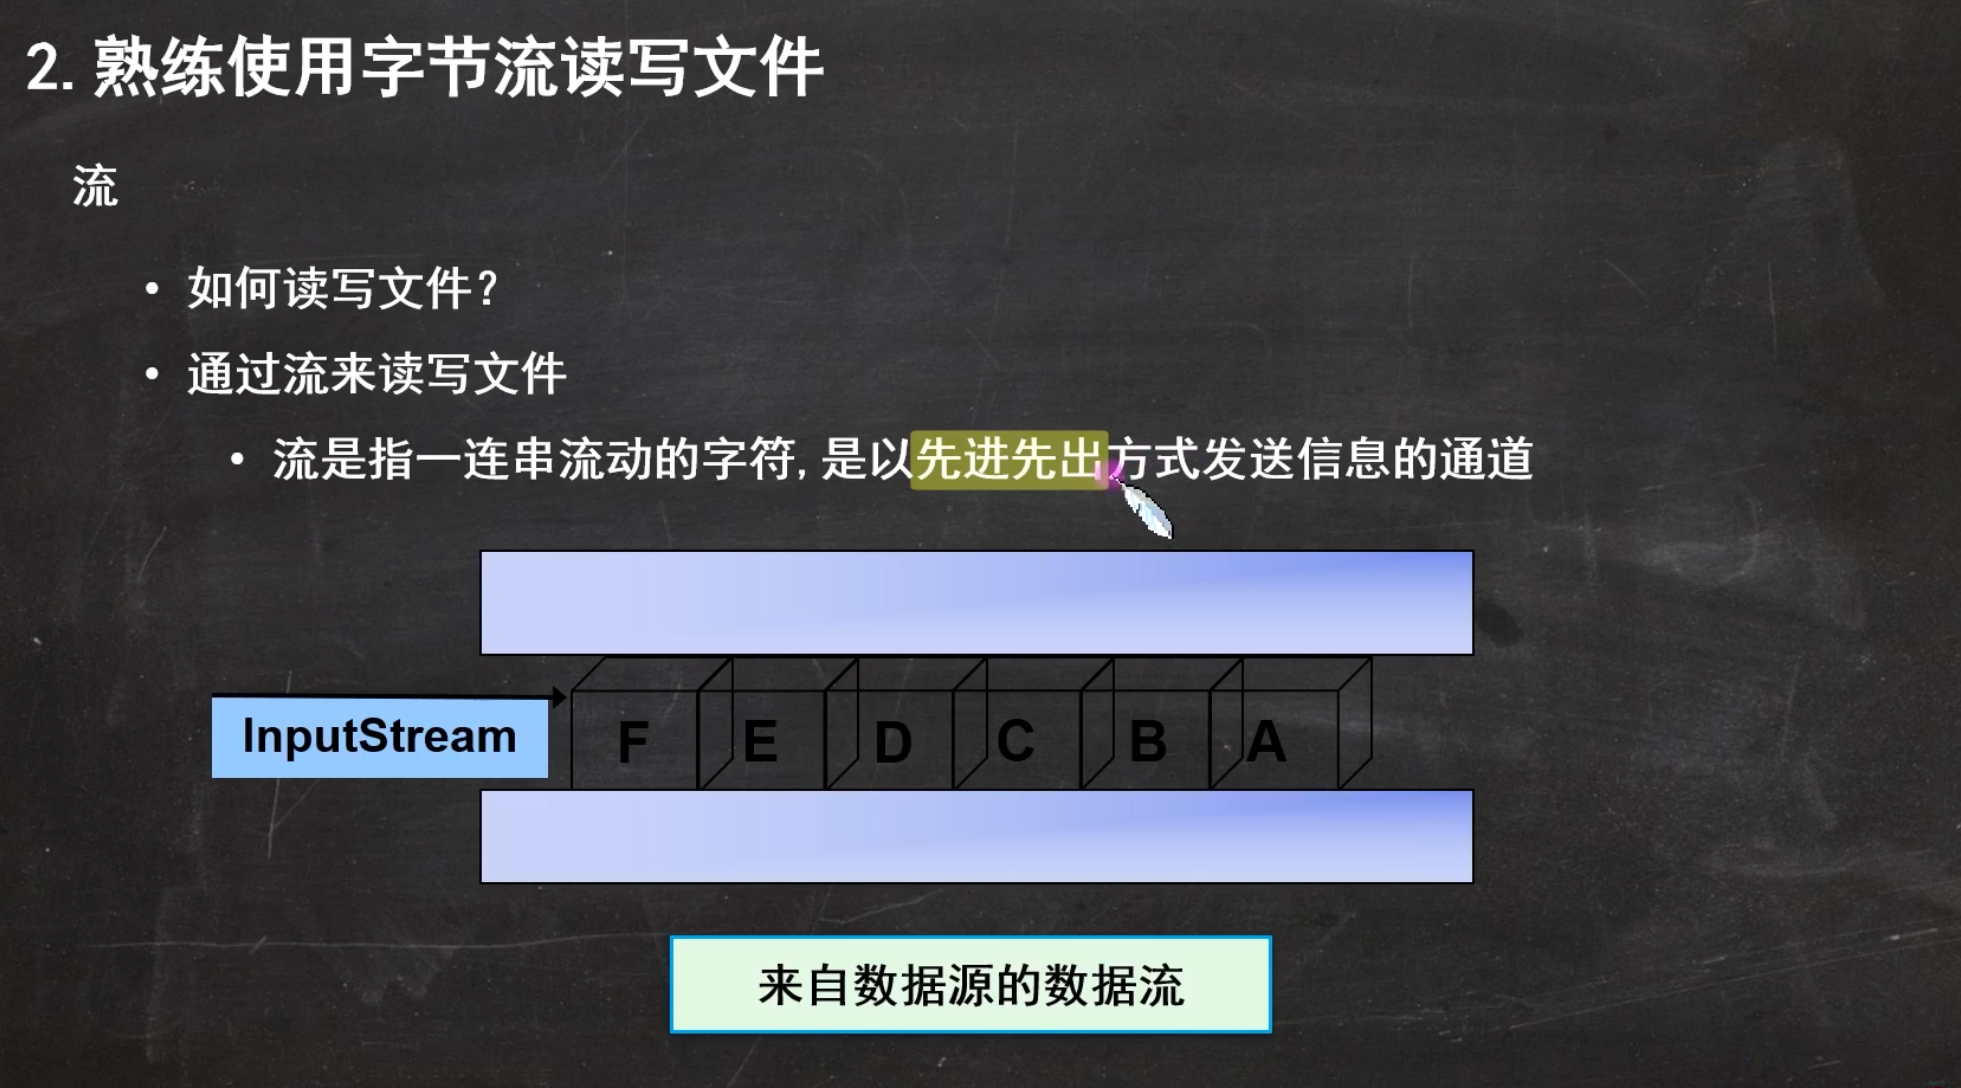 2. 熟练使用字节流读写文件
流
• 如何读写文件?
• 通过流来读写文件
• 流是指一连串流动的字符, 是以先进先出方式发送信息的通道
InputStream
F E D C B A
来自数据源的数据流